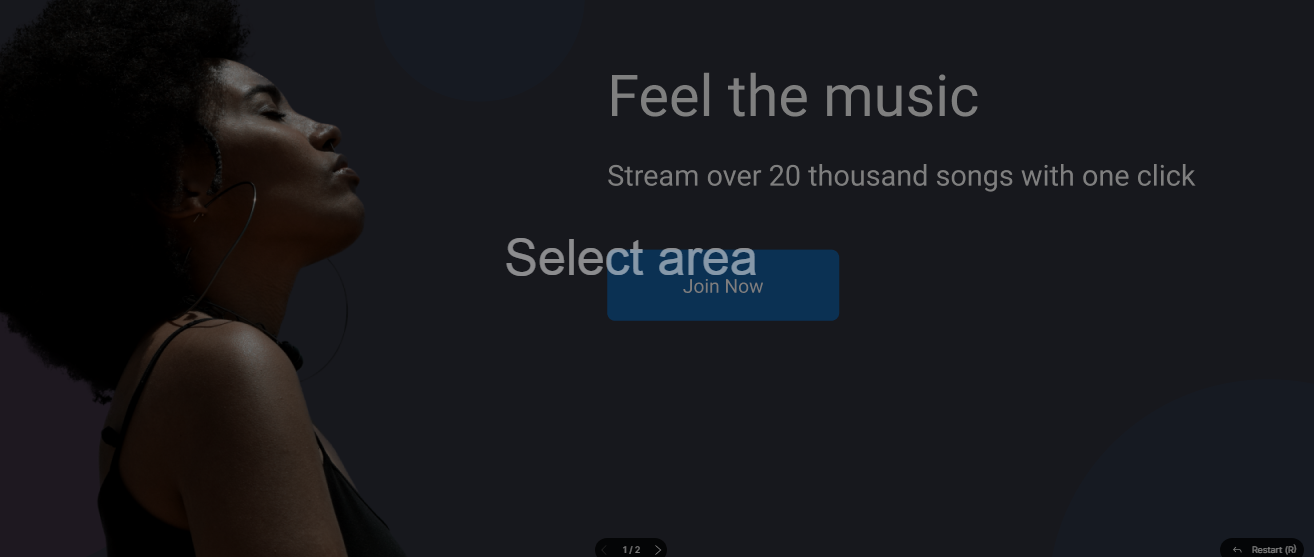 Feel the music
Stream over 20 thousand songs with one click
Select area
Join Now
1 / 2
Restart (R)